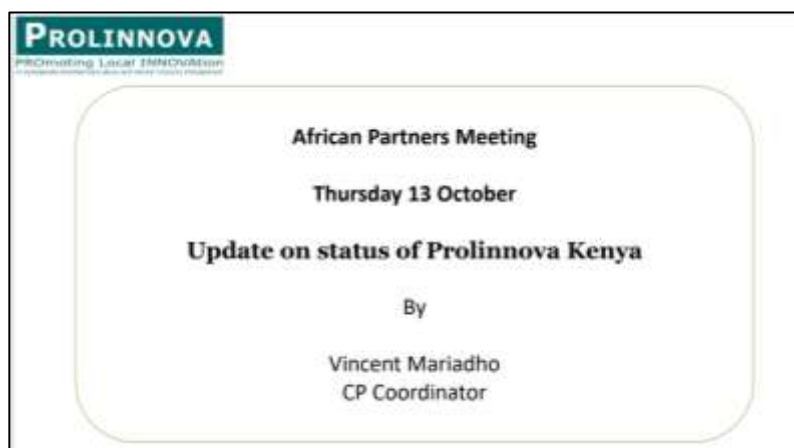 PROLINNOVA
PROmoting Local INNOVAtion
African Partners Meeting
Thursday 13 October
Update on status of Prolinnova Kenya
By
Vincent Mariadho
CP Coordinator